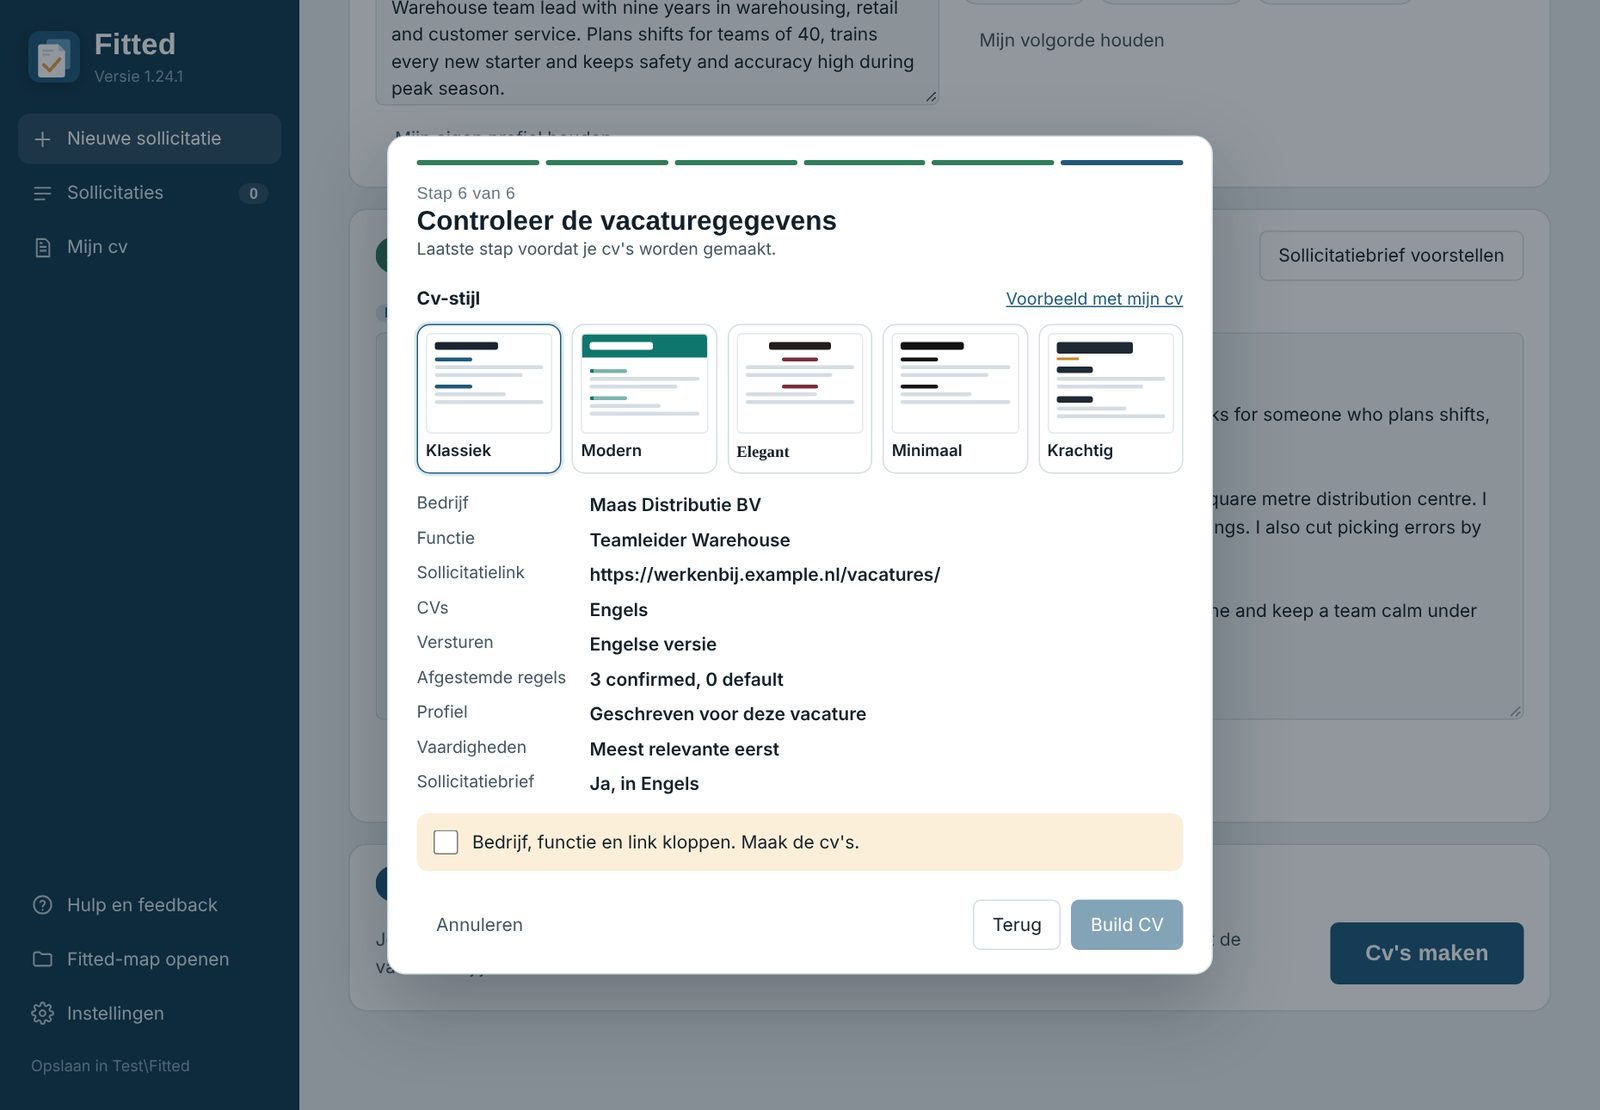 Fitted
Versie 1.24.1
Nieuwe sollicitatie
Sollicitaties 0
Mijn cv
Hulp en feedback
Fitted-map openen
Instellingen
Opslaan in Test\Fitted
Warehouse team lead with nine years in warehousing, retail
and customer service. Plans shifts for teams of 40, trains
every new starter and keeps safety and accuracy high during
peak season.
Mijn volgorde houden
Stap 6 van 6
Controleer de vacaturegegevens
Laatste stap voordat je cv's worden gemaakt.
Cv-stijl
Voorbeeld met mijn cv
Klassiek
Modern
Elegant
Minimaal
Krachtig
Bedrijf Maas Distributie BV
Functie Teamleider Warehouse
Sollicitatielink https://werkenbij.example.nl/vacatures/
CVs Engels
Versturen Engelse versie
Afgestemde regels 3 confirmed, 0 default
Profiel Geschreven voor deze vacature
Vaardigheden Meest relevante eerst
Sollicitatiebrief Ja, in Engels
Bedrijf, functie en link kloppen. Maak de cv's.
Annuleren
Terug
Build CV
Sollicitatiebrief voorstellen
for someone who plans shifts,
metre distribution centre. I
I also cut picking errors by
and keep a team calm under
de
Cv's maken